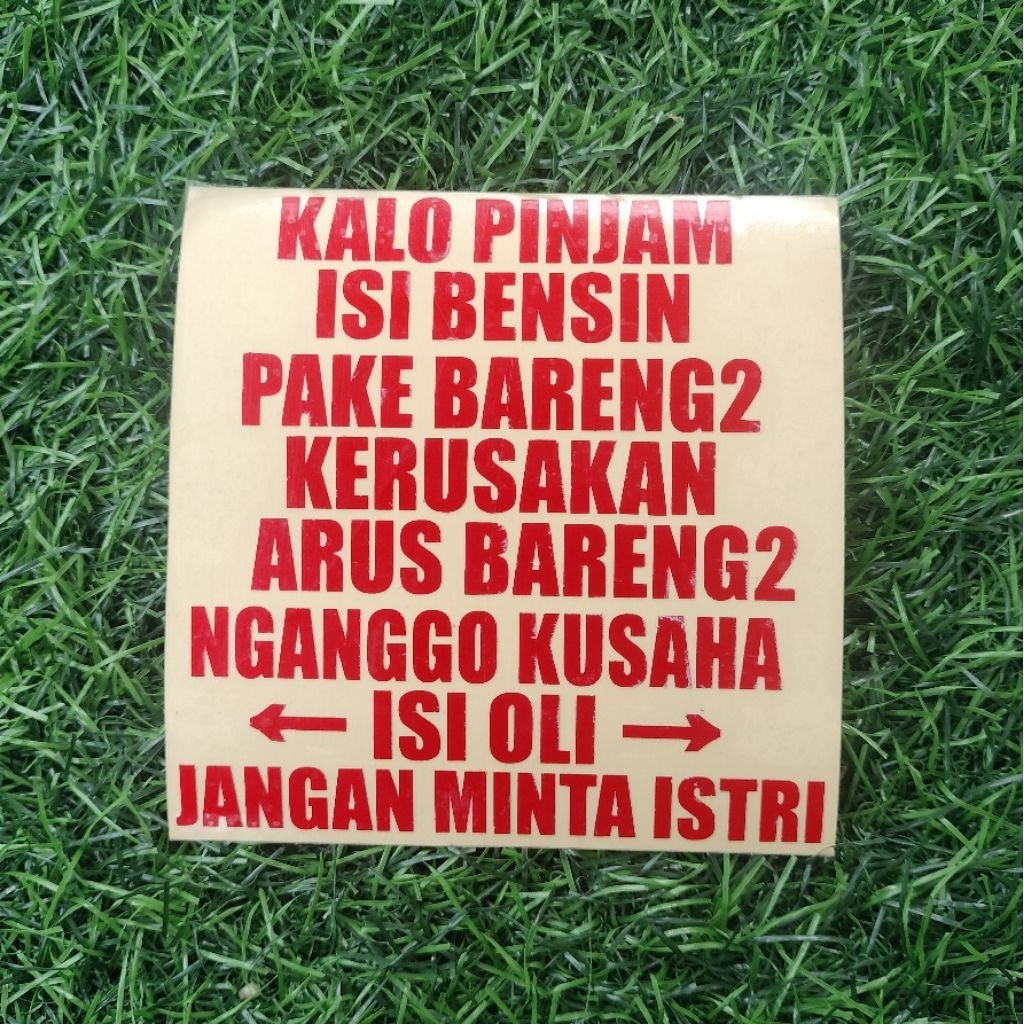 KALO PINJAM
ISI BENSIN
PAKE BARENG2
KERUSAKAN
ARUS BARENG2
NGANGGO KUSAHA
← ISI OLI →
JANGAN MINTA ISTRI